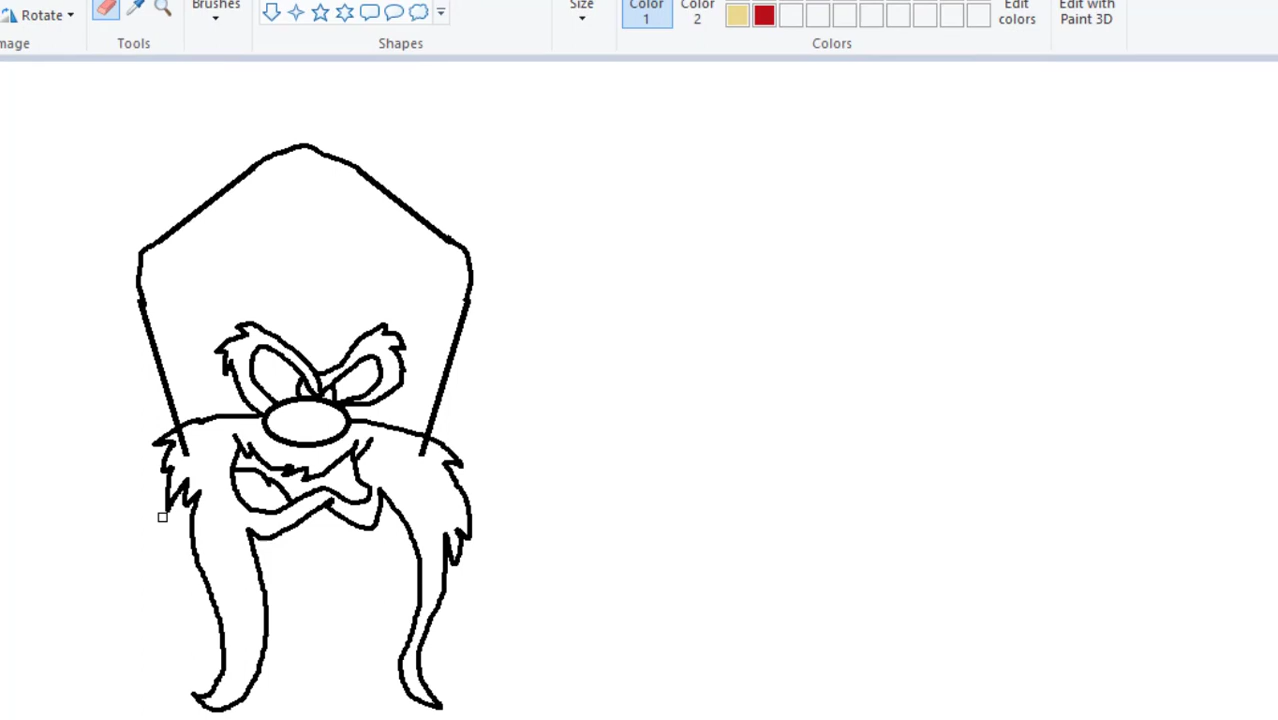 Rotate
Brushes
Size
Color
1
Color
2
Edit
colors
Edit with
Paint 3D
mage
Tools
Shapes
Colors